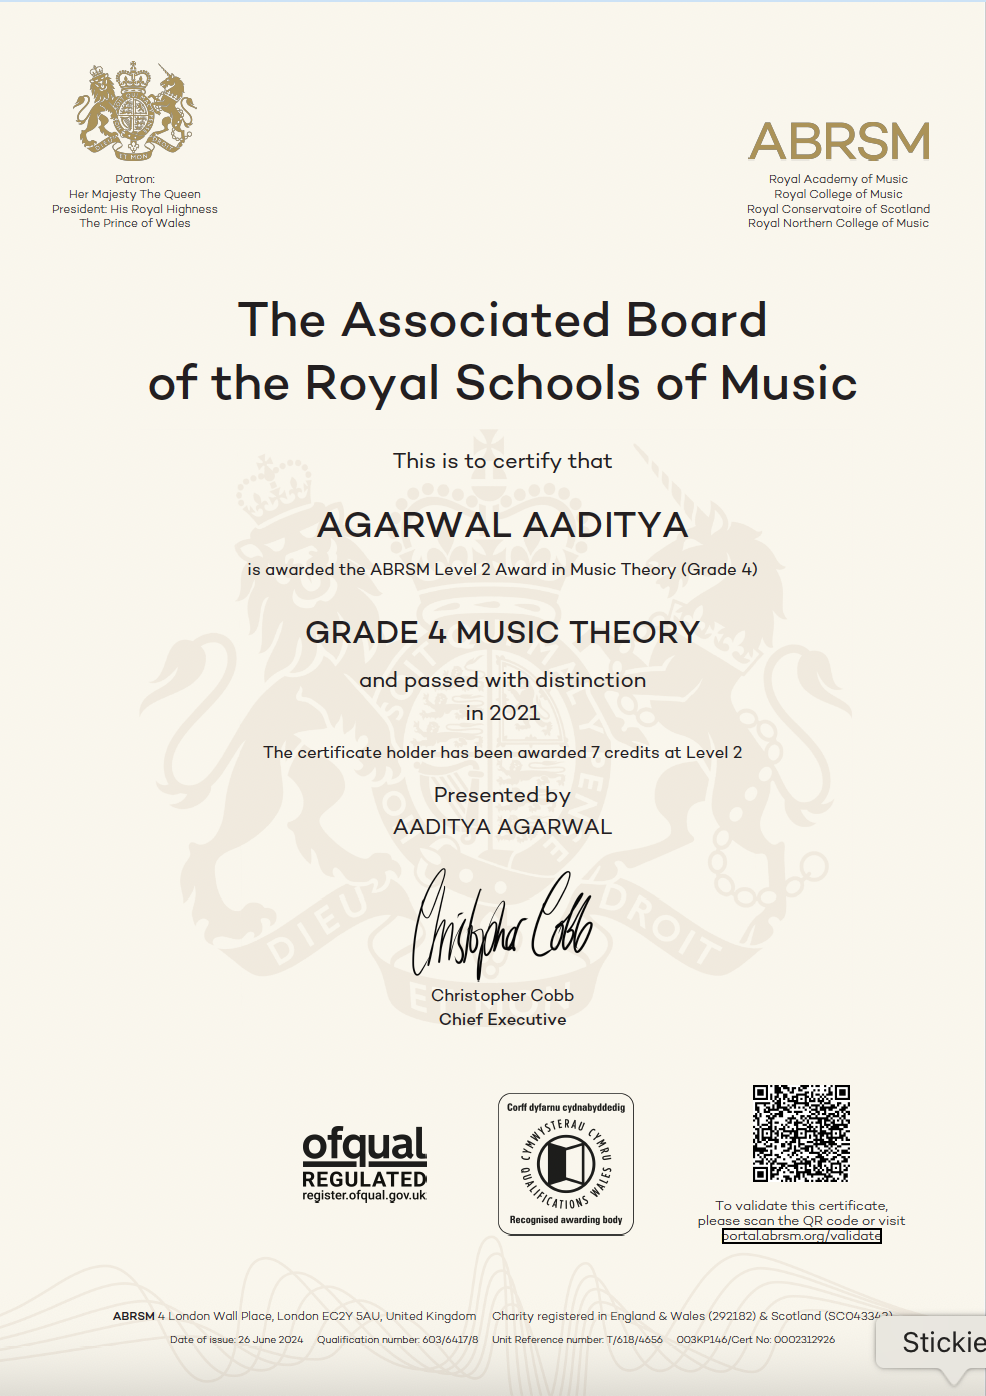 ET MON
Patron:
Her Majesty The Queen
President: His Royal Highness
The Prince of Wales
ABRSM
Royal Academy of Music
Royal College of Music
Royal Conservatoire of Scotland
Royal Northern College of Music
The Associated Board
of the Royal Schools of Music
This is to certify that
AGARWAL AADITYA
is awarded the ABRSM Level 2 Award in Music Theory (Grade 4)
GRADE 4 MUSIC THEORY
and passed with distinction
in 2021
The certificate holder has been awarded 7 credits at Level 2
Presented by
AADITYA AGARWAL
DIEU
DROIT
Christopher Cobb
ET MON
Christopher Cobb
Chief Executive
ofqual
REGULATED
register.ofqual.gov.uk
Corff dyfarnu cydnabyddedig
CYMWYSTERAU CYMRU
QUALIFICATIONS WALES
Recognised awarding body
To validate this certificate,
please scan the QR code or visit
portal.abrsm.org/validate
ABRSM 4 London Wall Place, London EC2Y 5AU, United Kingdom Charity registered in England & Wales (292182) & Scotland (SC043342)
Date of issue: 26 June 2024 Qualification number: 603/6417/8 Unit Reference number: T/618/4656 003KP146/Cert No: 0002312926
Stickie